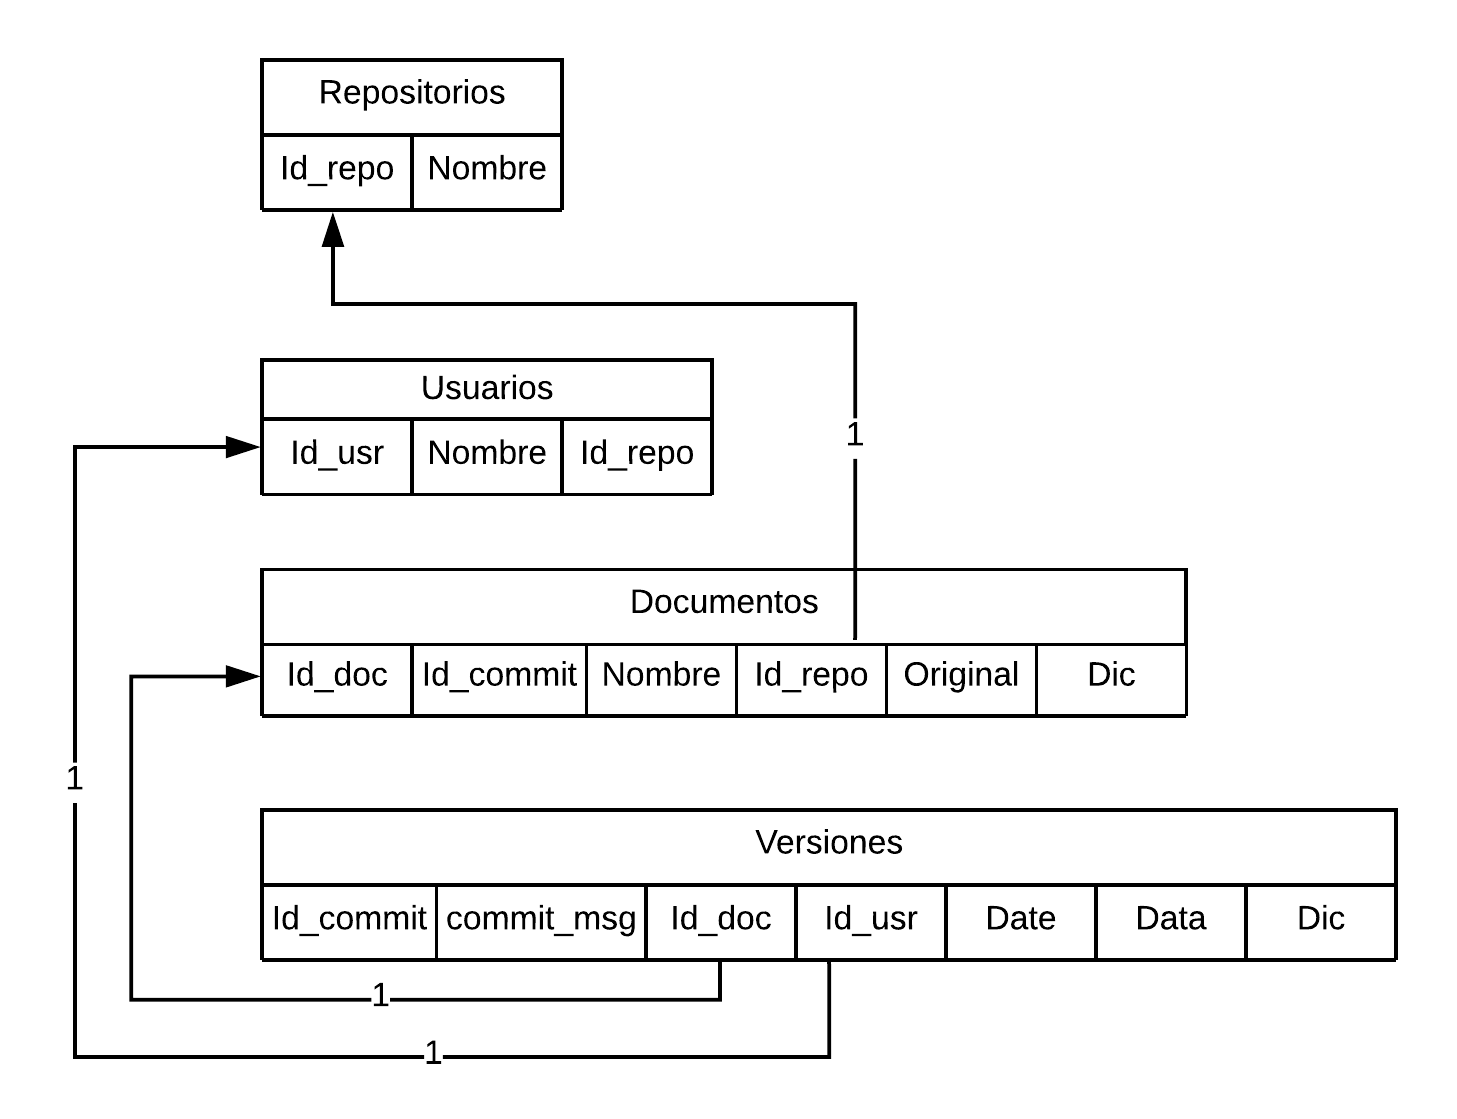 Repositorios
Id_repo Nombre
Usuarios
Id_usr Nombre Id_repo
1
Documentos
Id_doc Id_commit Nombre Id_repo Original Dic
1
Versiones
Id_commit commit_msg Id_doc Id_usr Date Data Dic
1
1